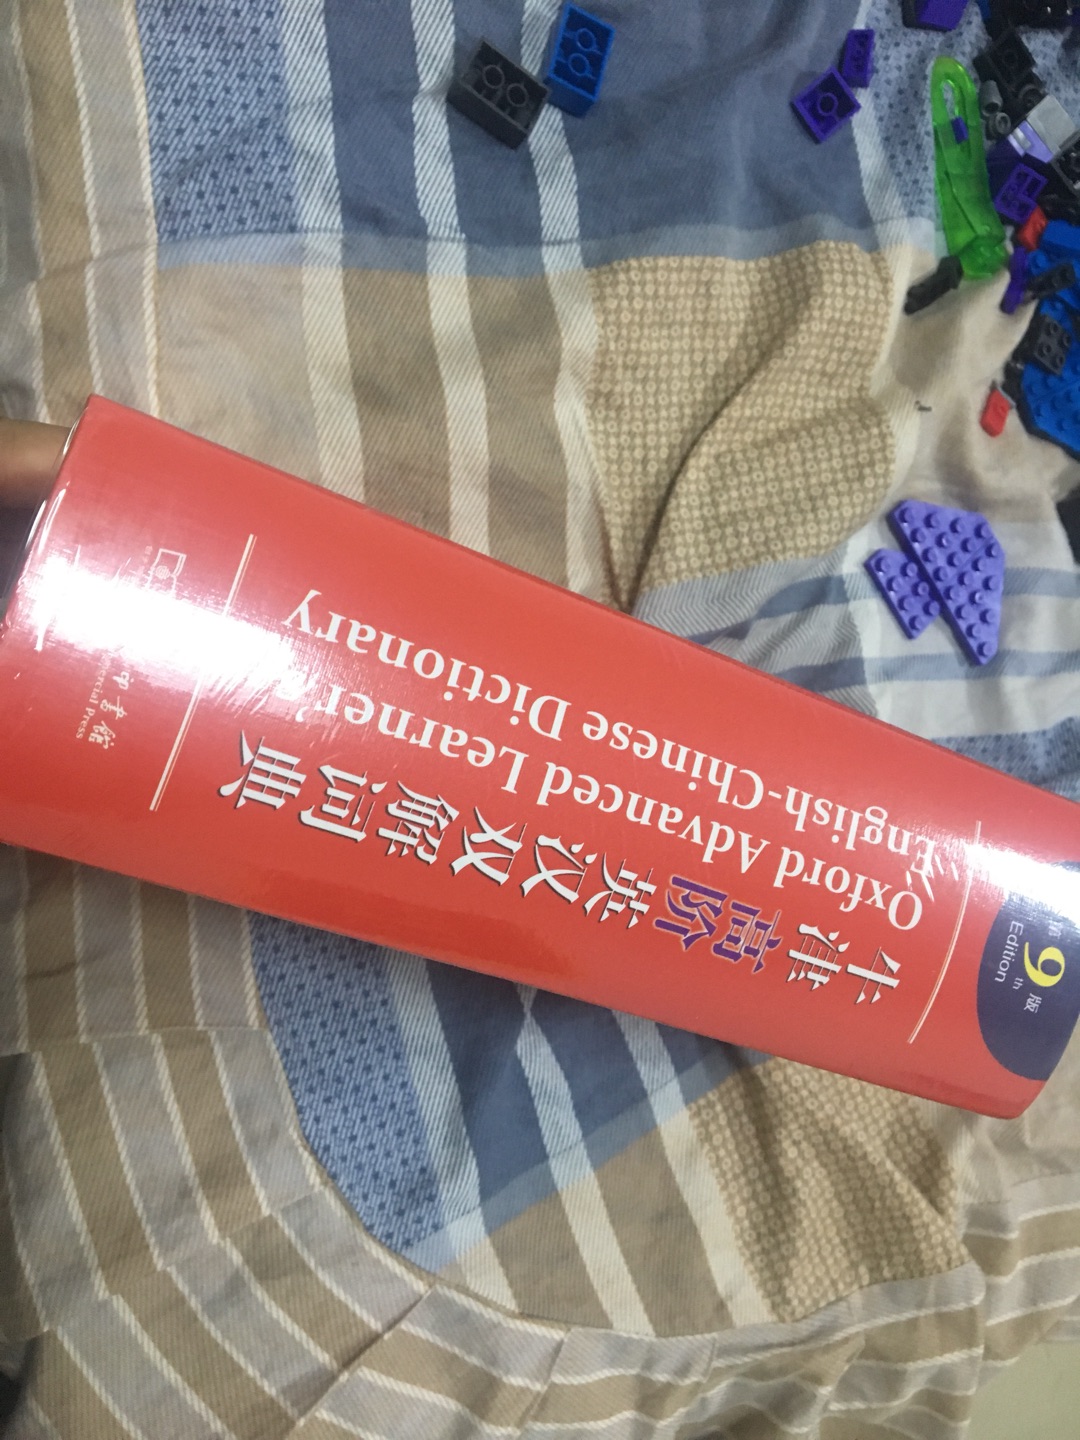 第9版
9th Edition
牛津高阶
英汉双解词典
Oxford Advanced Learner's
English-Chinese Dictionary